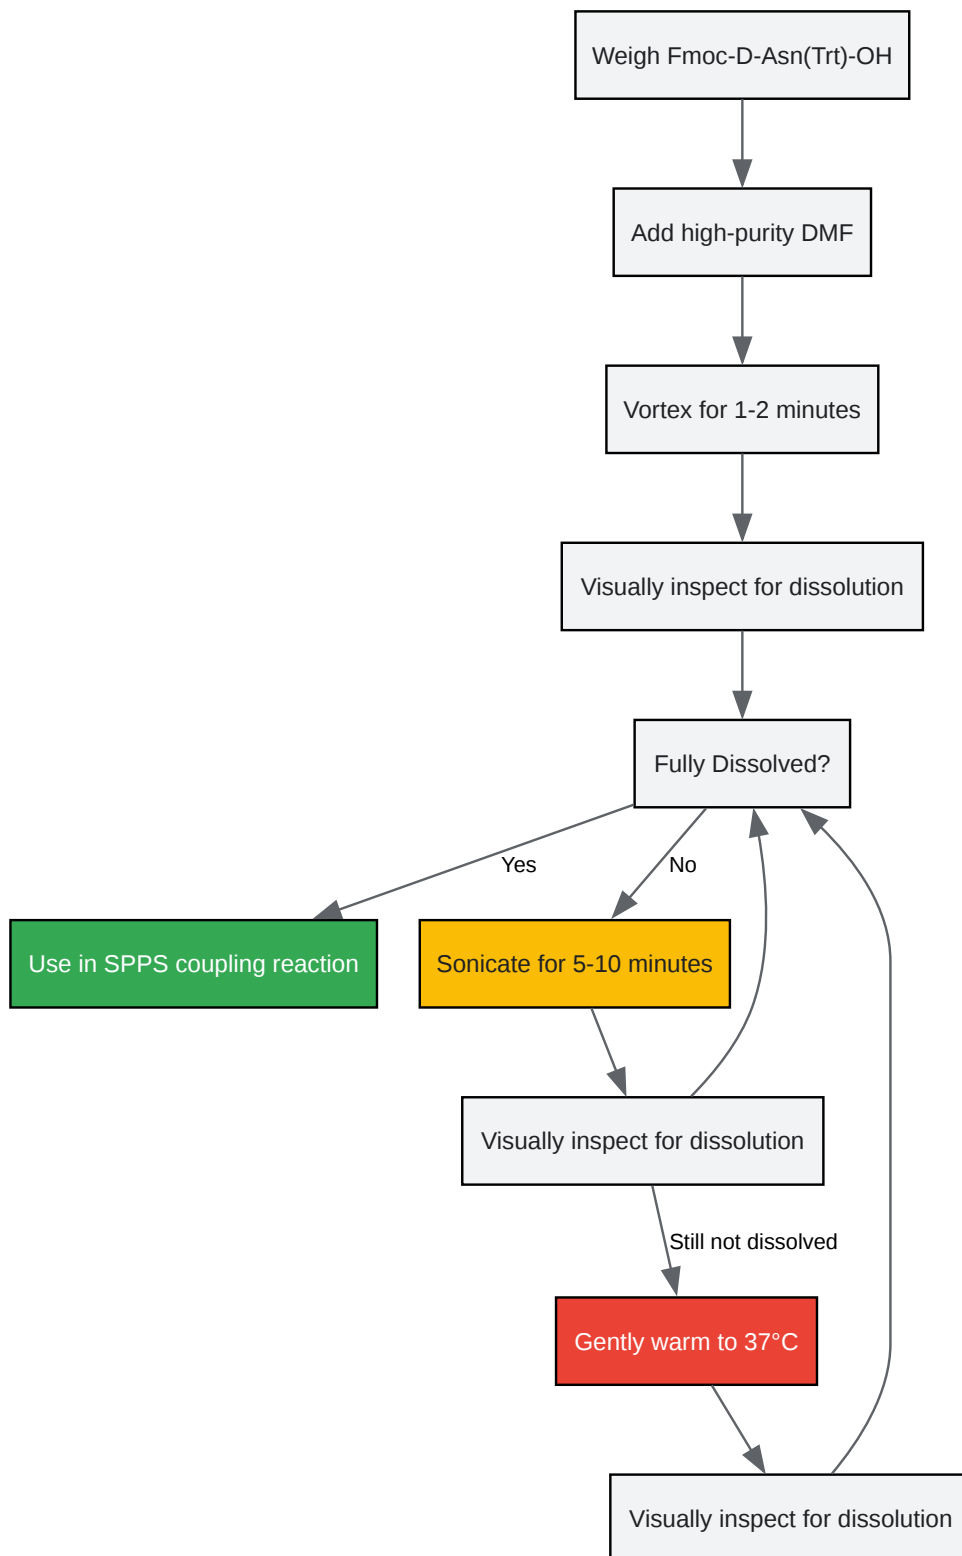 Weigh Fmoc-D-Asn(Trt)-OH
Add high-purity DMF
Vortex for 1-2 minutes
Visually inspect for dissolution
Fully Dissolved?
Yes
No
Use in SPPS coupling reaction
Sonicate for 5-10 minutes
Visually inspect for dissolution
Still not dissolved
Gently warm to 37°C
Visually inspect for dissolution